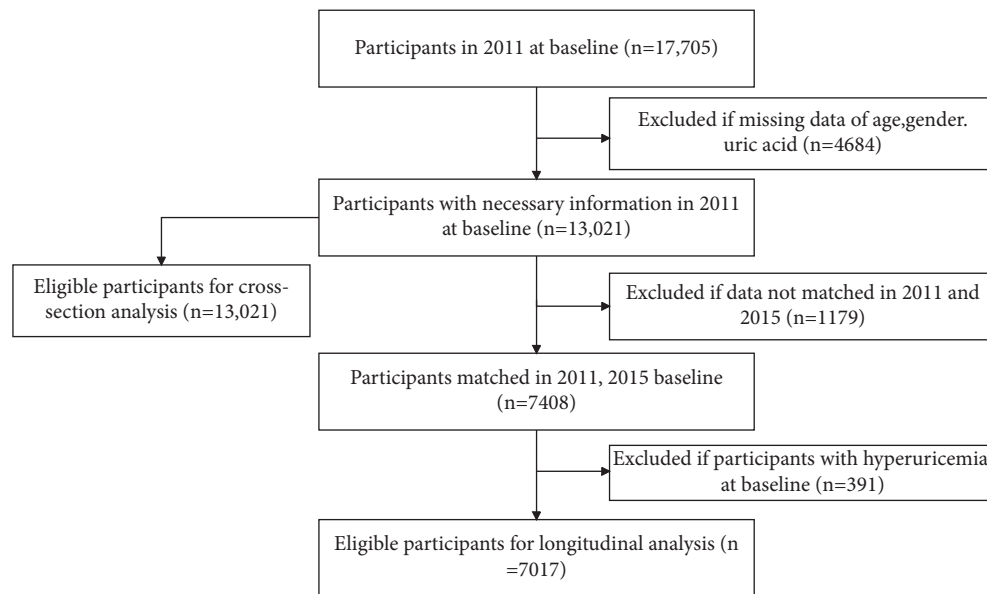 Participants in 2011 at baseline (n=17,705)
Excluded if missing data of age,gender.
uric acid (n=4684)
Participants with necessary information in 2011
at baseline (n=13,021)
Eligible participants for cross-
section analysis (n=13,021)
Excluded if data not matched in 2011 and
2015 (n=1179)
Participants matched in 2011, 2015 baseline
(n=7408)
Excluded if participants with hyperuricemia
at baseline (n=391)
Eligible participants for longitudinal analysis (n
=7017)